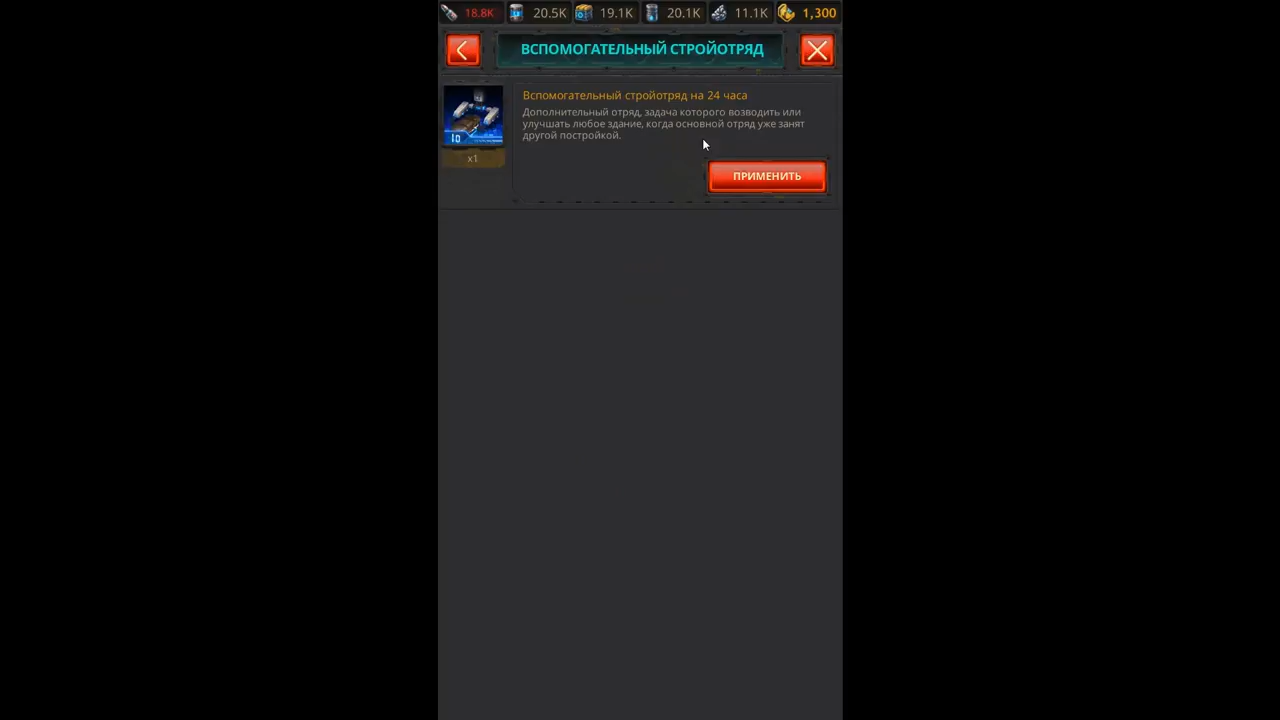 18.8K 20.5K 19.1K 20.1K 11.1K 1,300
ВСПОМОГАТЕЛЬНЫЙ СТРОЙОТРЯД
Вспомогательный стройотряд на 24 часа
Дополнительный отряд, задача которого возводить или
улучшать любое здание, когда основной отряд уже занят
другой постройкой.
x1
ПРИМЕНИТЬ